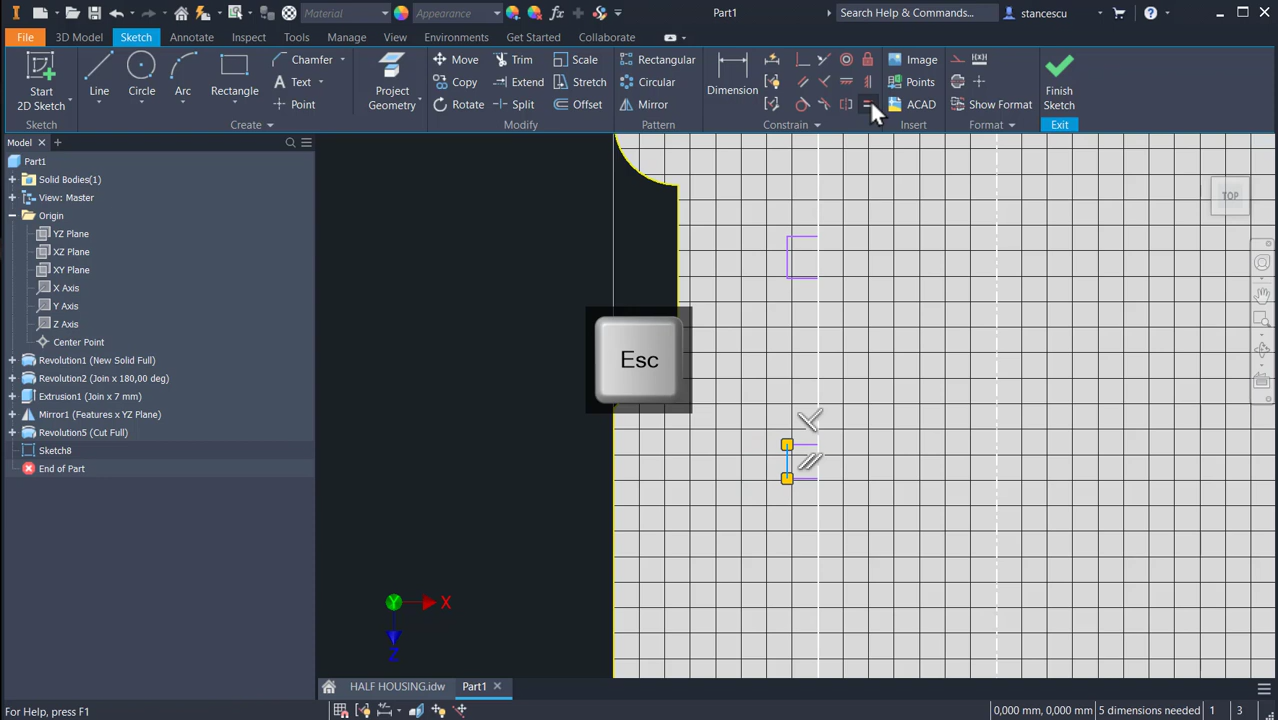 Material
Appearance
Part1
Search Help & Commands...
stancescu
File
3D Model
Sketch
Annotate
Inspect
Tools
Manage
View
Environments
Get Started
Collaborate
Start
2D Sketch
Line
Circle
Arc
Rectangle
Chamfer
Text
Point
Project
Geometry
Move
Copy
Rotate
Trim
Extend
Split
Scale
Stretch
Offset
Rectangular
Circular
Mirror
Dimension
Image
Points
ACAD
Show Format
Finish
Sketch
Sketch
Create
Modify
Pattern
Constrain
Insert
Format
Exit
Model
Part1
Solid Bodies(1)
View: Master
Origin
YZ Plane
XZ Plane
XY Plane
X Axis
Y Axis
Z Axis
Center Point
Revolution1 (New Solid Full)
Revolution2 (Join x 180,00 deg)
Extrusion1 (Join x 7 mm)
Mirror1 (Features x YZ Plane)
Revolution5 (Cut Full)
Sketch8
End of Part
TOP
Esc
Y
X
Z
HALF HOUSING.idw
Part1
For Help, press F1
0,000 mm, 0,000 mm
5 dimensions needed
1
3